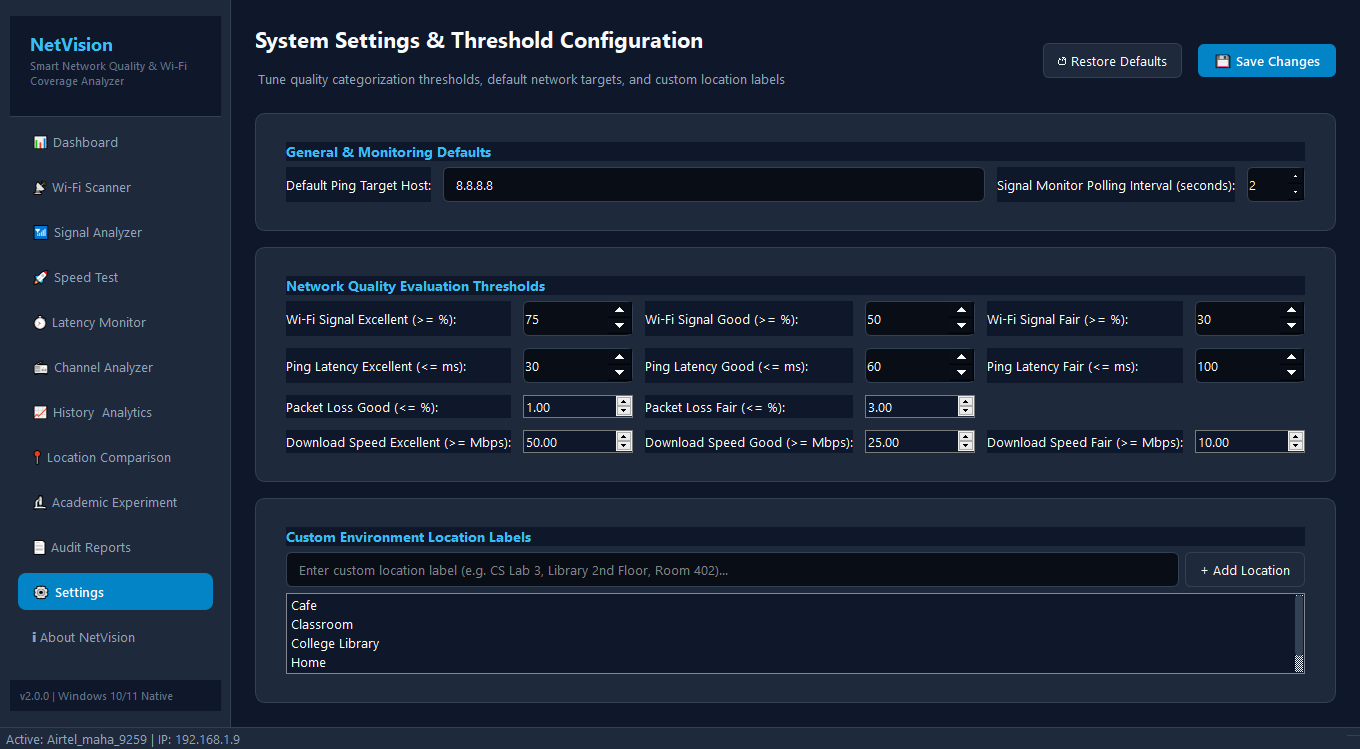 NetVision
Smart Network Quality & Wi-Fi
Coverage Analyzer
Dashboard
Wi-Fi Scanner
Signal Analyzer
Speed Test
Latency Monitor
Channel Analyzer
History  Analytics
Location Comparison
Academic Experiment
Audit Reports
Settings
About NetVision
v2.0.0 | Windows 10/11 Native
System Settings & Threshold Configuration
Tune quality categorization thresholds, default network targets, and custom location labels
Restore Defaults
Save Changes
General & Monitoring Defaults
Default Ping Target Host: 8.8.8.8 Signal Monitor Polling Interval (seconds): 2
Network Quality Evaluation Thresholds
Wi-Fi Signal Excellent (>= %): 75 Wi-Fi Signal Good (>= %): 50 Wi-Fi Signal Fair (>= %): 30
Ping Latency Excellent (<= ms): 30 Ping Latency Good (<= ms): 60 Ping Latency Fair (<= ms): 100
Packet Loss Good (<= %): 1.00 Packet Loss Fair (<= %): 3.00
Download Speed Excellent (>= Mbps): 50.00 Download Speed Good (>= Mbps): 25.00 Download Speed Fair (>= Mbps): 10.00
Custom Environment Location Labels
Enter custom location label (e.g. CS Lab 3, Library 2nd Floor, Room 402)...
+ Add Location
Cafe
Classroom
College Library
Home
Active: Airtel_maha_9259 | IP: 192.168.1.9